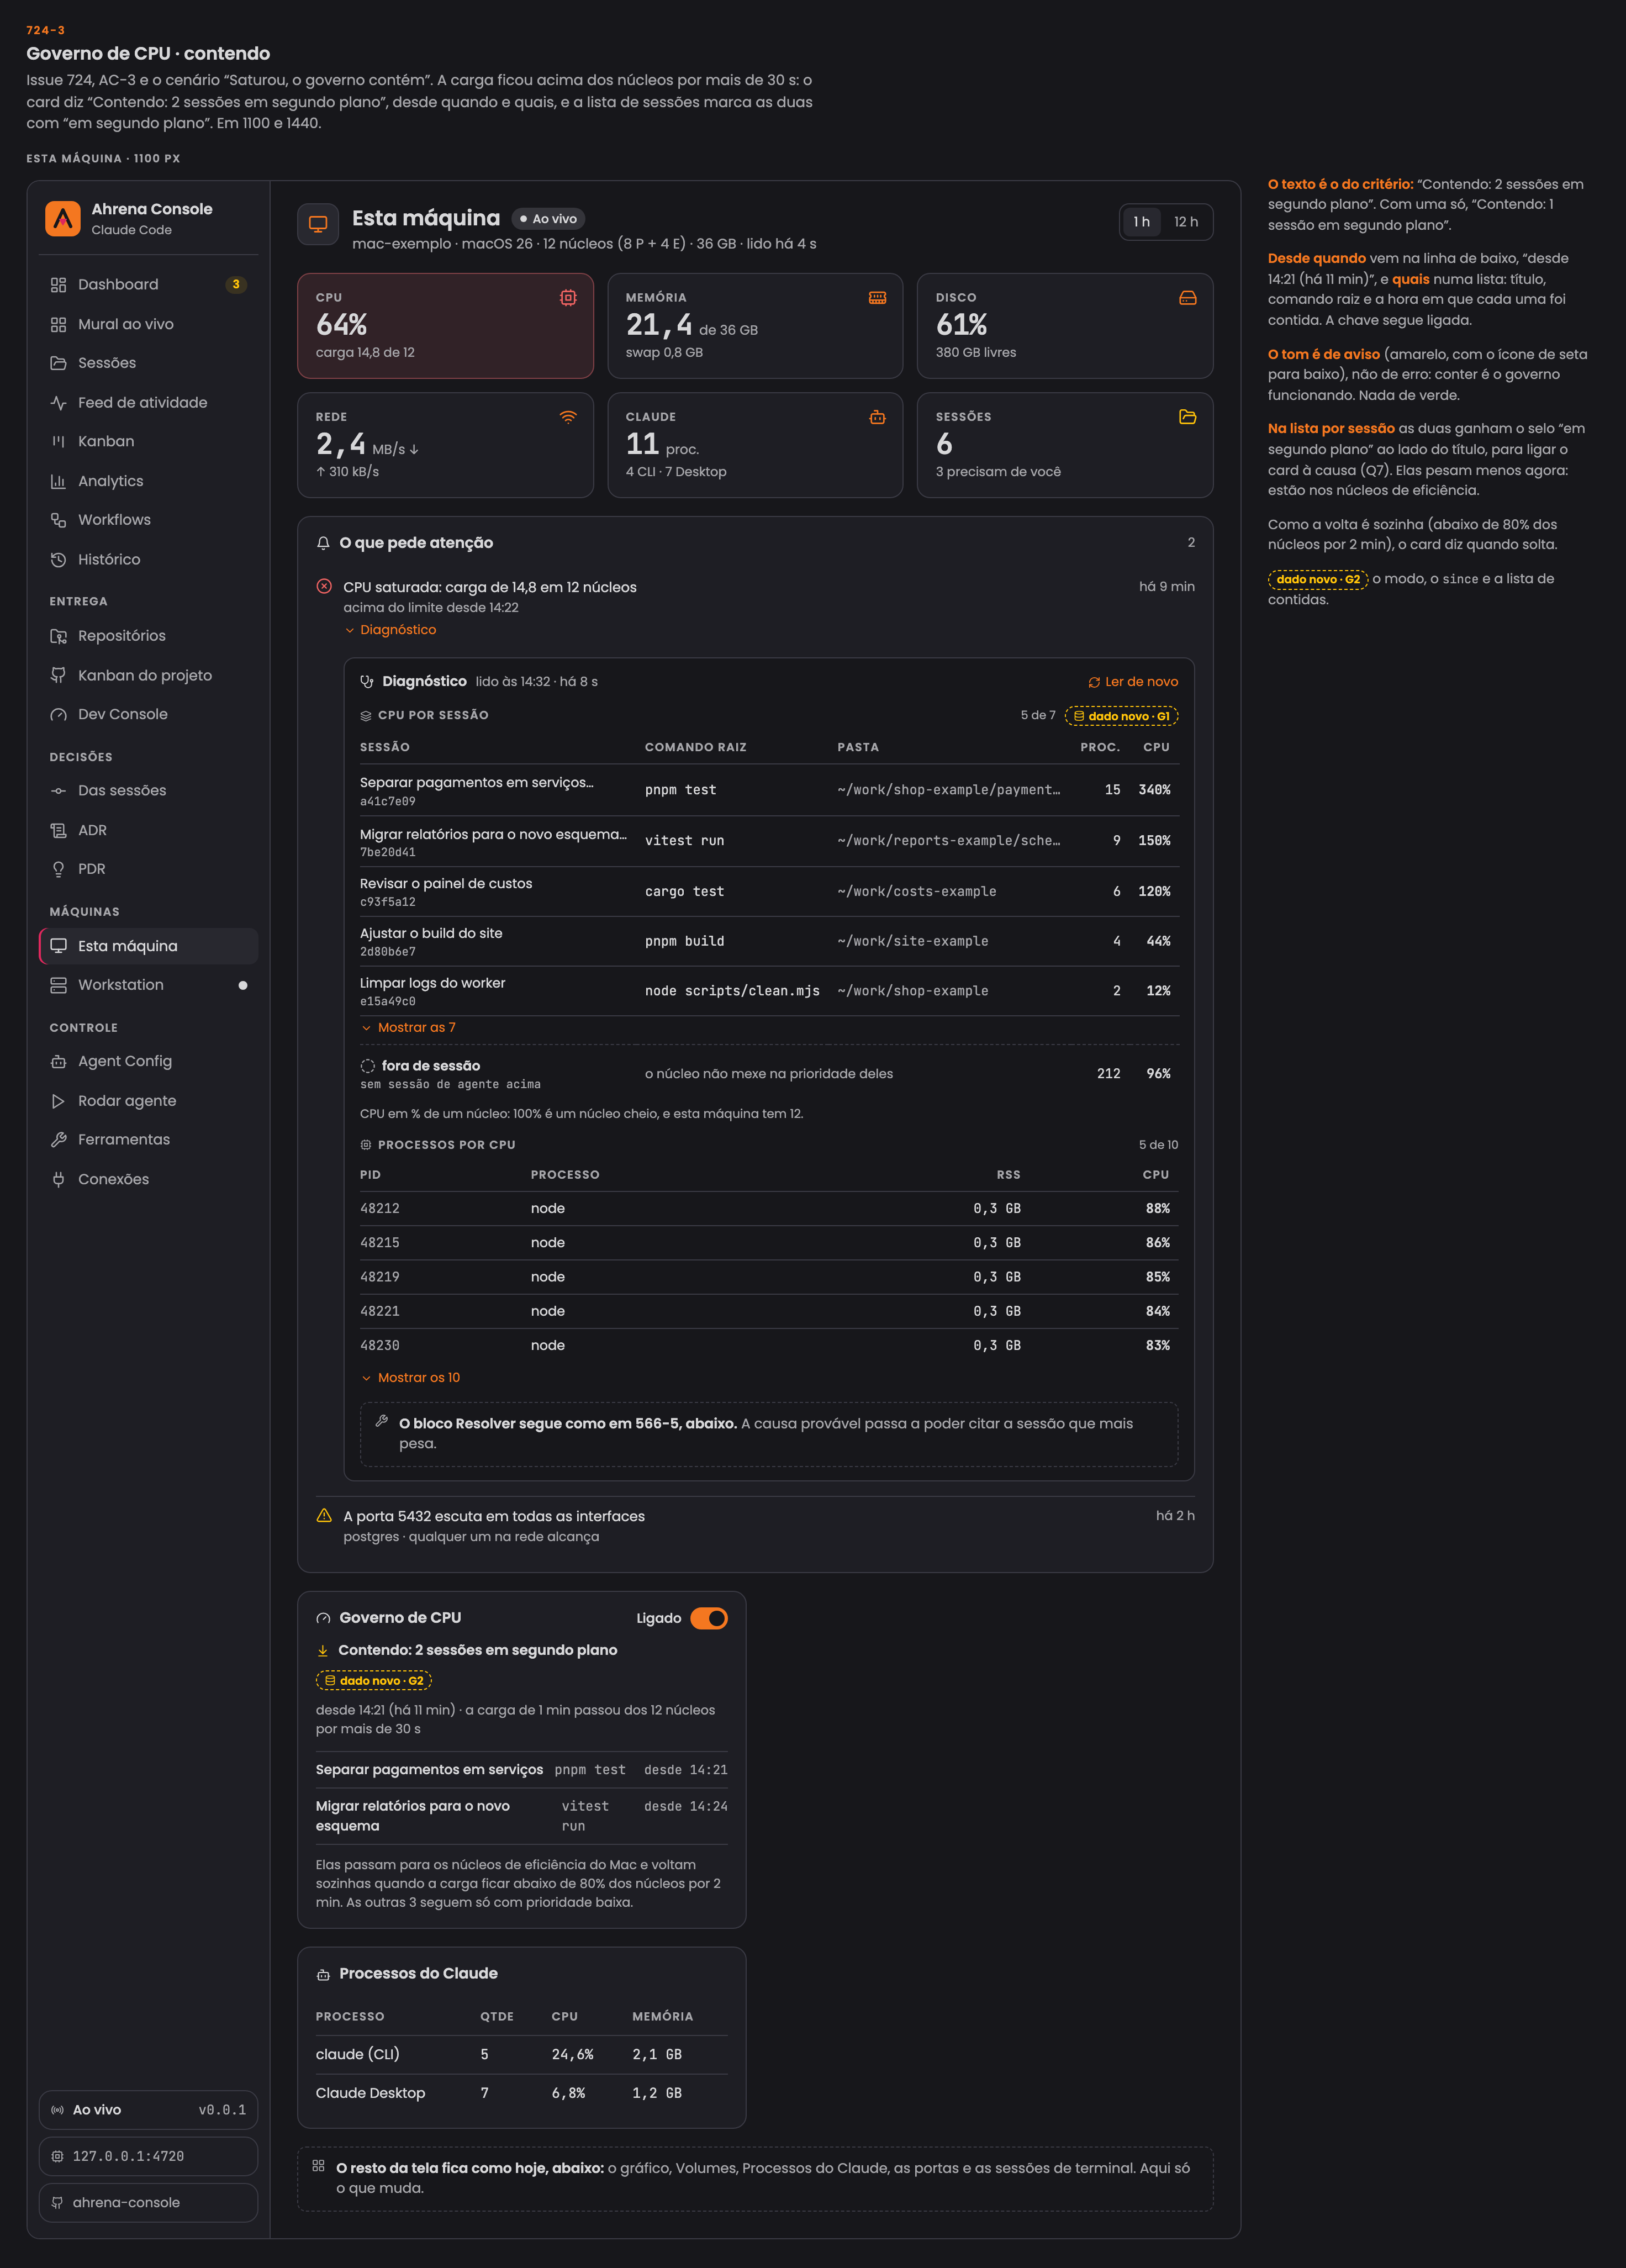 724-3
Governo de CPU · contendo
Issue 724, AC-3 e o cenário “Saturou, o governo contém”. A carga ficou acima dos núcleos por mais de 30 s: o
card diz “Contendo: 2 sessões em segundo plano”, desde quando e quais, e a lista de sessões marca as duas
com “em segundo plano”. Em 1100 e 1440.
ESTA MÁQUINA · 1100 PX
Ahrena Console
Claude Code
Dashboard 3
Mural ao vivo
Sessões
Feed de atividade
Kanban
Analytics
Workflows
Histórico
ENTREGA
Repositórios
Kanban do projeto
Dev Console
DECISÕES
Das sessões
ADR
PDR
MÁQUINAS
Esta máquina
Workstation
CONTROLE
Agent Config
Rodar agente
Ferramentas
Conexões
Ao vivo v0.0.1
127.0.0.1:4720
ahrena-console
Esta máquina Ao vivo
mac-exemplo · macOS 26 · 12 núcleos (8 P + 4 E) · 36 GB · lido há 4 s
1 h 12 h
CPU
64%
carga 14,8 de 12
MEMÓRIA
21,4 de 36 GB
swap 0,8 GB
DISCO
61%
380 GB livres
REDE
2,4 MB/s ↓
↑ 310 kB/s
CLAUDE
11 proc.
4 CLI · 7 Desktop
SESSÕES
6
3 precisam de você
O que pede atenção 2
CPU saturada: carga de 14,8 em 12 núcleos há 9 min
acima do limite desde 14:22
Diagnóstico
Diagnóstico lido às 14:32 · há 8 s Ler de novo
CPU POR SESSÃO 5 de 7 dado novo · G1
SESSÃO COMANDO RAIZ PASTA PROC. CPU
Separar pagamentos em serviços… pnpm test ~/work/shop-example/payment… 15 340%
a41c7e09
Migrar relatórios para o novo esquema… vitest run ~/work/reports-example/sche… 9 150%
7be20d41
Revisar o painel de custos cargo test ~/work/costs-example 6 120%
c93f5a12
Ajustar o build do site pnpm build ~/work/site-example 4 44%
2d80b6e7
Limpar logs do worker node scripts/clean.mjs ~/work/shop-example 2 12%
e15a49c0
Mostrar as 7
fora de sessão o núcleo não mexe na prioridade deles 212 96%
sem sessão de agente acima
CPU em % de um núcleo: 100% é um núcleo cheio, e esta máquina tem 12.
PROCESSOS POR CPU 5 de 10
PID PROCESSO RSS CPU
48212 node 0,3 GB 88%
48215 node 0,3 GB 86%
48219 node 0,3 GB 85%
48221 node 0,3 GB 84%
48230 node 0,3 GB 83%
Mostrar os 10
O bloco Resolver segue como em 566-5, abaixo. A causa provável passa a poder citar a sessão que mais
pesa.
A porta 5432 escuta em todas as interfaces há 2 h
postgres · qualquer um na rede alcança
Governo de CPU Ligado
Contendo: 2 sessões em segundo plano
dado novo · G2
desde 14:21 (há 11 min) · a carga de 1 min passou dos 12 núcleos
por mais de 30 s
Separar pagamentos em serviços pnpm test desde 14:21
Migrar relatórios para o novo vitest desde 14:24
esquema run
Elas passam para os núcleos de eficiência do Mac e voltam
sozinhas quando a carga ficar abaixo de 80% dos núcleos por 2
min. As outras 3 seguem só com prioridade baixa.
Processos do Claude
PROCESSO QTDE CPU MEMÓRIA
claude (CLI) 5 24,6% 2,1 GB
Claude Desktop 7 6,8% 1,2 GB
O resto da tela fica como hoje, abaixo: o gráfico, Volumes, Processos do Claude, as portas e as sessões de terminal. Aqui só
o que muda.
O texto é o do critério: “Contendo: 2 sessões em
segundo plano”. Com uma só, “Contendo: 1
sessão em segundo plano”.
Desde quando vem na linha de baixo, “desde
14:21 (há 11 min)”, e quais numa lista: título,
comando raiz e a hora em que cada uma foi
contida. A chave segue ligada.
O tom é de aviso (amarelo, com o ícone de seta
para baixo), não de erro: conter é o governo
funcionando. Nada de verde.
Na lista por sessão as duas ganham o selo “em
segundo plano” ao lado do título, para ligar o
card à causa (Q7). Elas pesam menos agora:
estão nos núcleos de eficiência.
Como a volta é sozinha (abaixo de 80% dos
núcleos por 2 min), o card diz quando solta.
dado novo · G2 o modo, o since e a lista de
contidas.